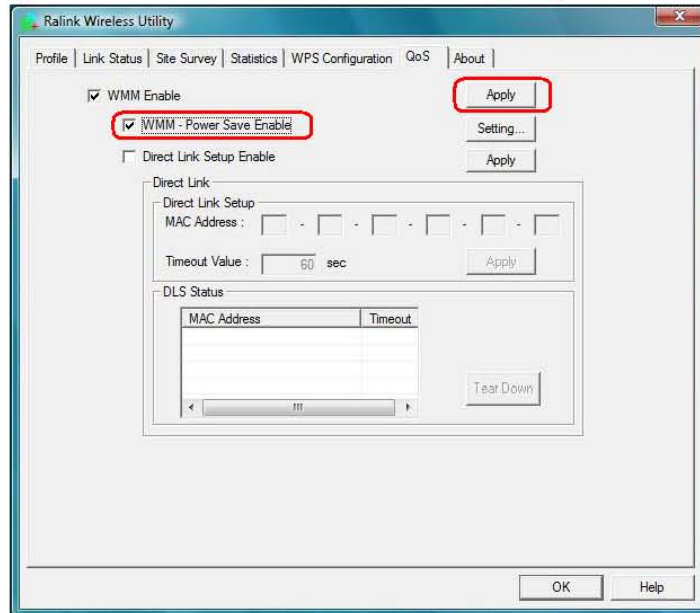 Ralink Wireless Utility
Profile Link Status Site Survey Statistics WPS Configuration QoS About
WMM Enable Apply
WMM - Power Save Enable Setting...
Direct Link Setup Enable Apply
Direct Link
Direct Link Setup
MAC Address : - - - - -
Timeout Value : 60 sec Apply
DLS Status
MAC Address Timeout
Tear Down
OK Help